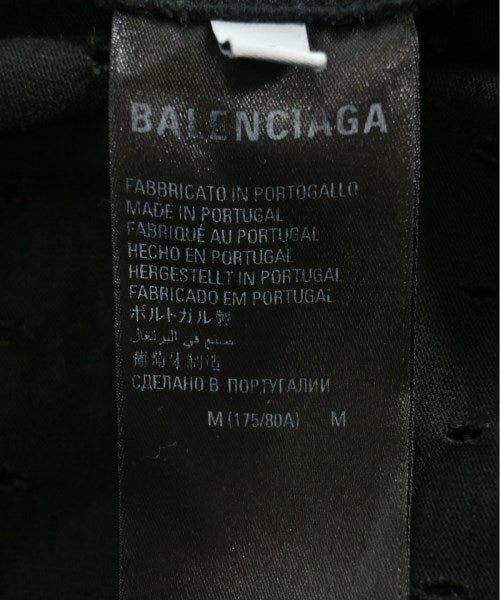 BALENCIAGA
FABBRICATO IN PORTOGALLO
MADE IN PORTUGAL
FABRIQUÉ AU PORTUGAL
HECHO EN PORTUGAL
HERGESTELLT IN PORTUGAL
FABRICADO EM PORTUGAL
ポルトガル製
صنع في البرتغال
葡萄牙制造
СДЕЛАНО В ПОРТУГАЛИИ
M (175/80A) M